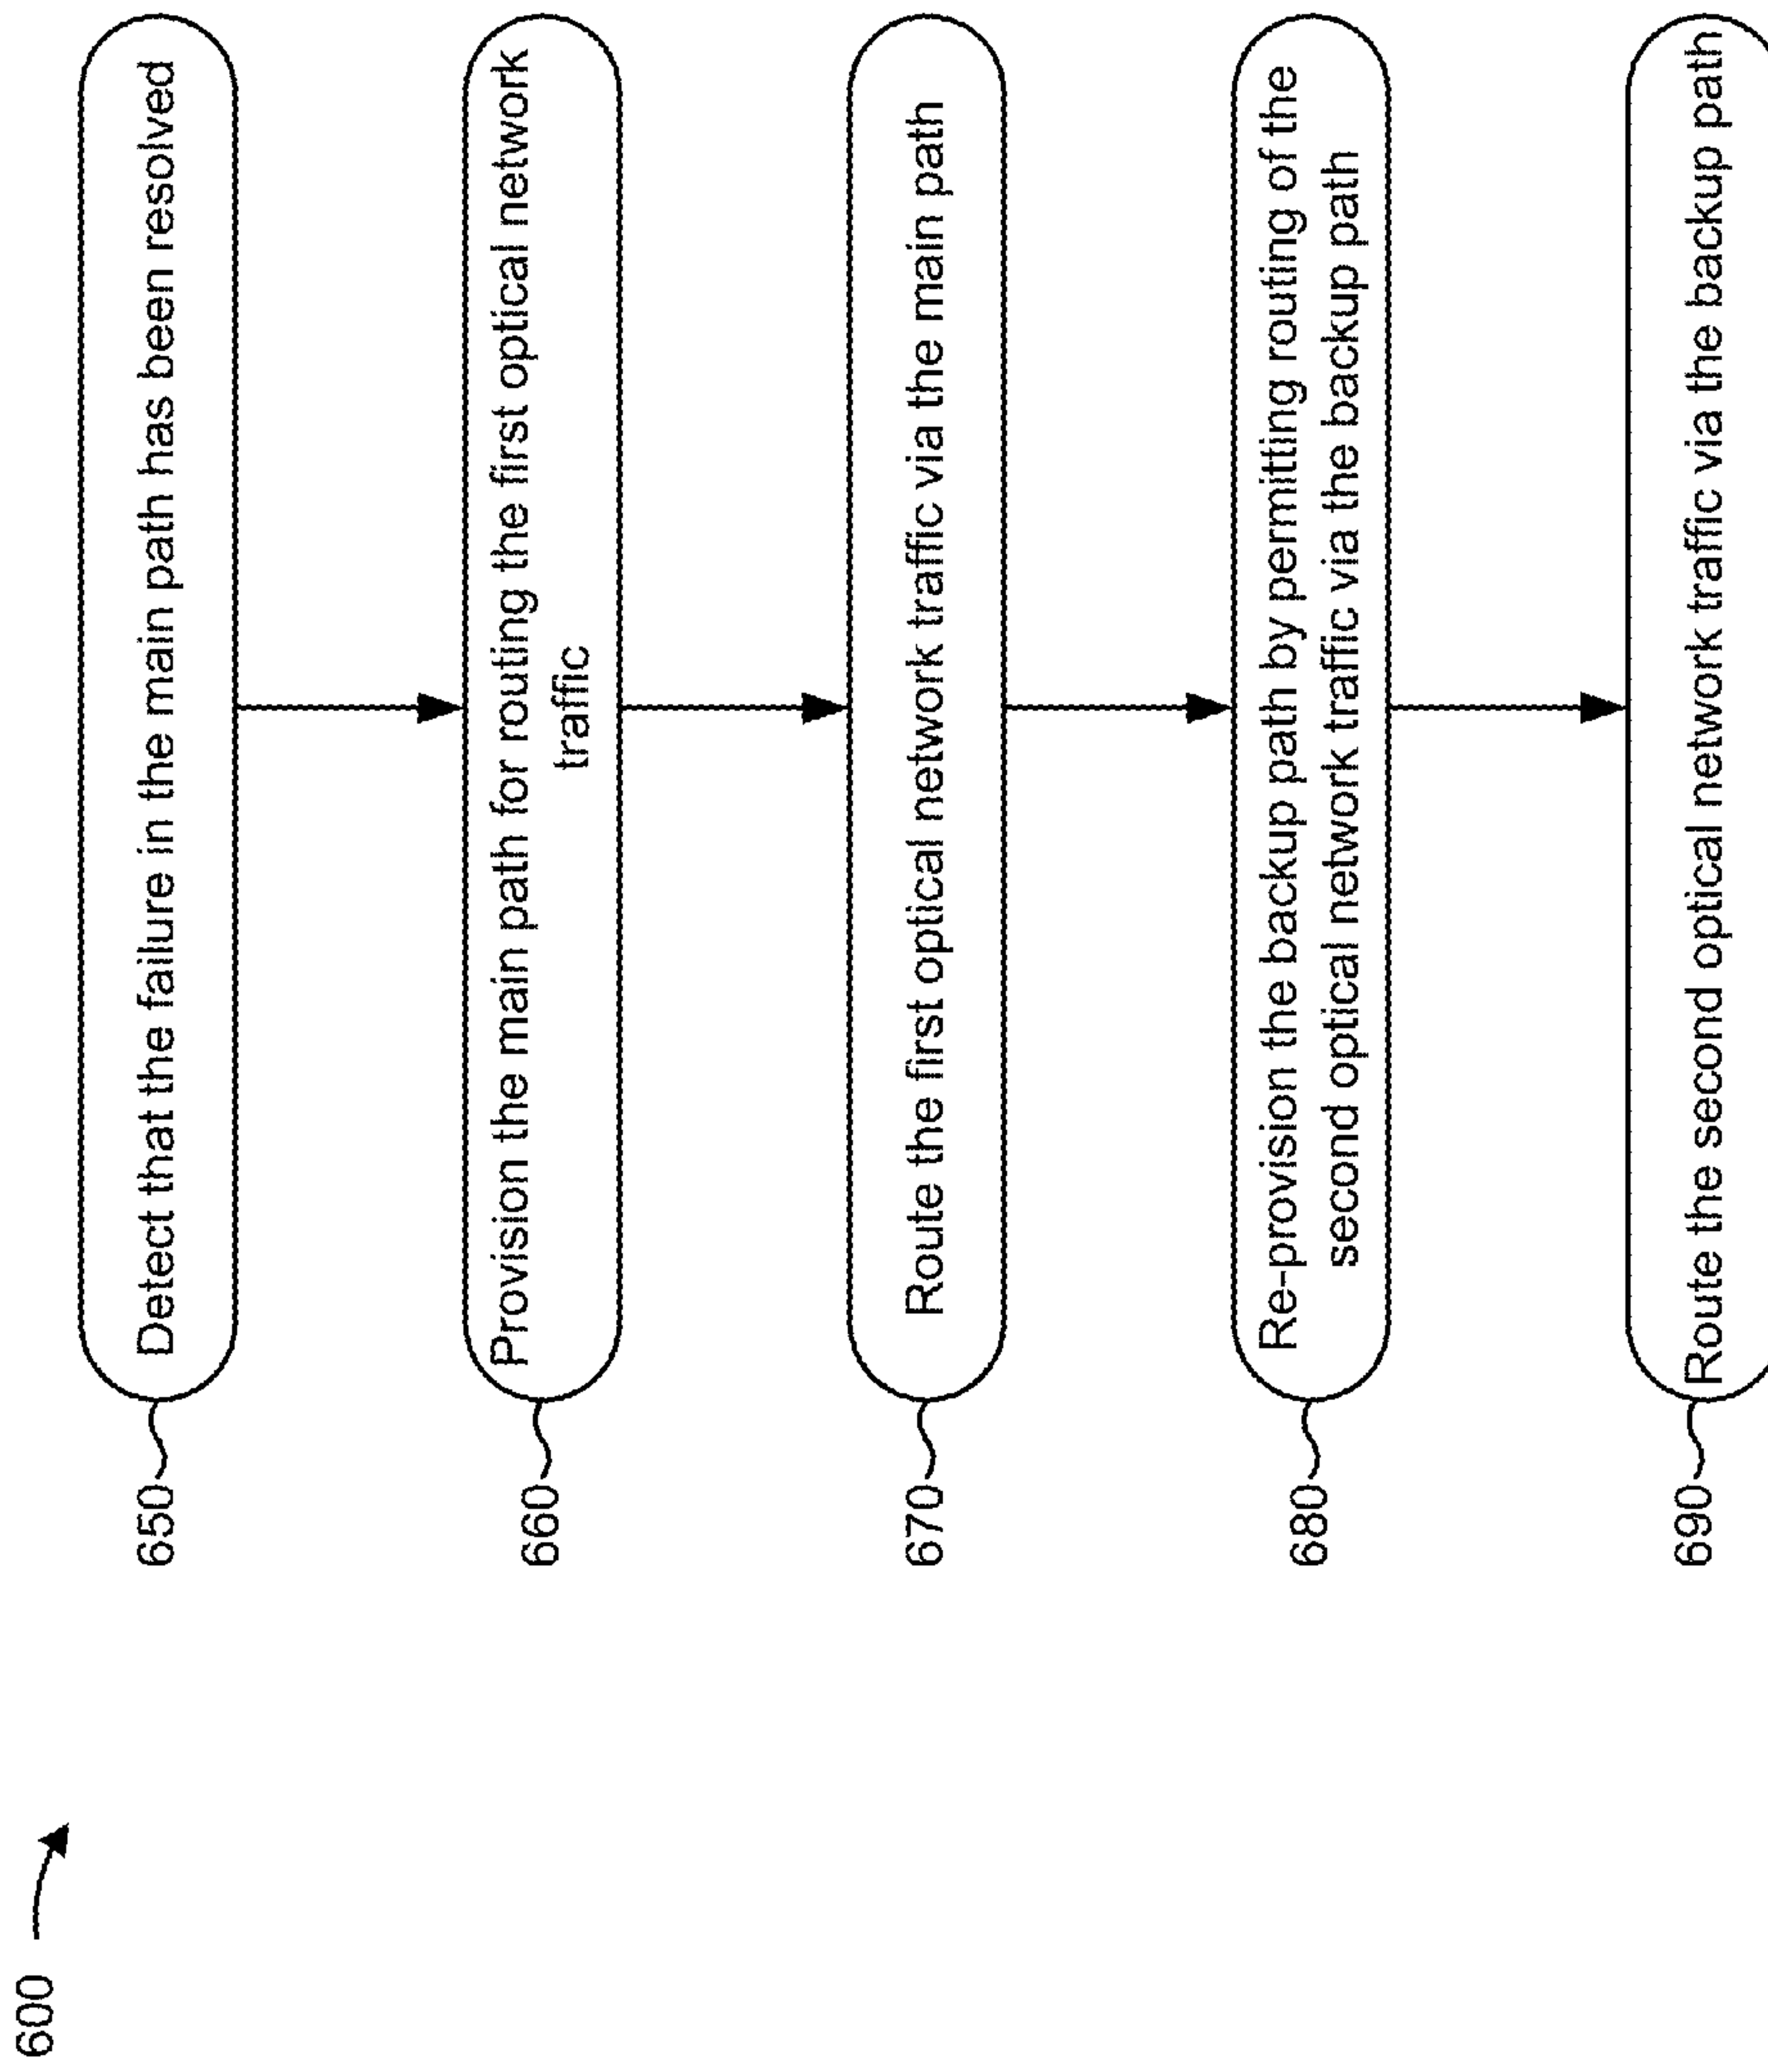 600
650
Detect that the failure in the main path has been resolved
660
Provision the main path for routing the first optical network
traffic
670
Route the first optical network traffic via the main path
680
Re-provision the backup path by permitting routing of the
second optical network traffic via the backup path
690
Route the second optical network traffic via the backup path